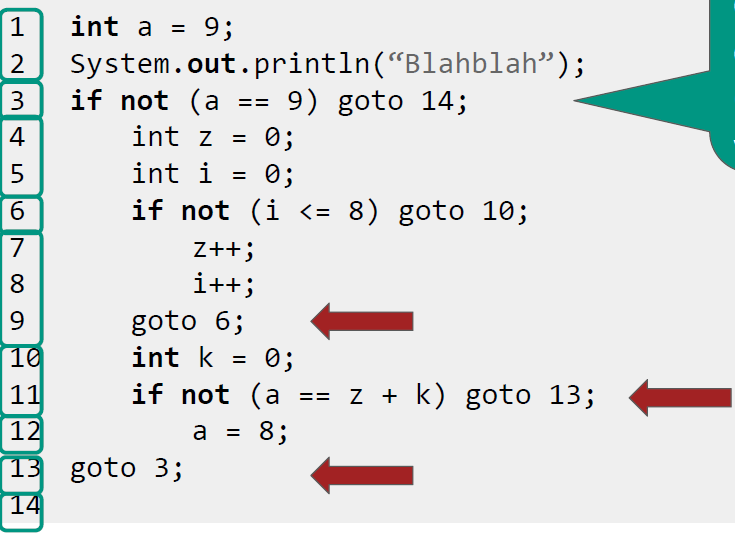 1 int a = 9;
2 System.out.println(“Blahblah”);
3 if not (a == 9) goto 14;
4 int z = 0;
5 int i = 0;
6 if not (i <= 8) goto 10;
7 z++;
8 i++;
9 goto 6;
10 int k = 0;
11 if not (a == z + k) goto 13;
12 a = 8;
13 goto 3;
14